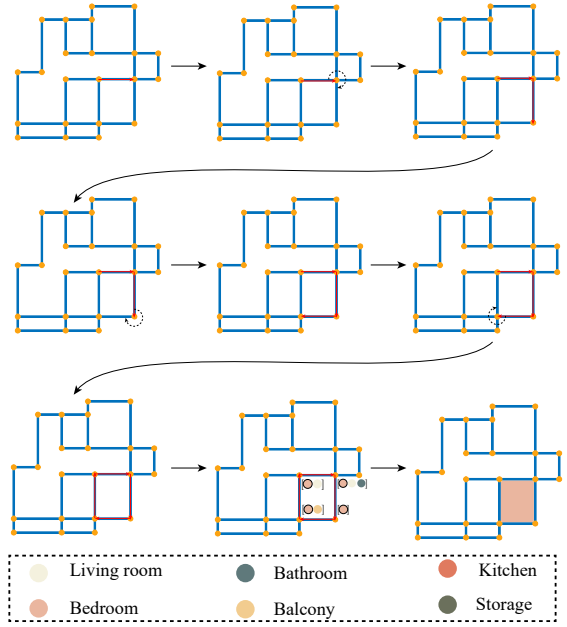 Living room
Bathroom
Kitchen
Bedroom
Balcony
Storage